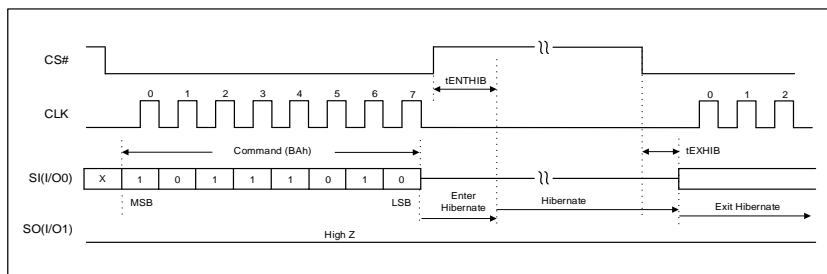 CS#
tENTHIB
0 1 2 3 4 5 6 7 0 1 2
CLK
Command (BAh)
tEXHIB
SI(I/O0) X 1 0 1 1 1 0 1 0
MSB LSB Enter Hibernate Hibernate Exit Hibernate
SO(I/O1)
High Z